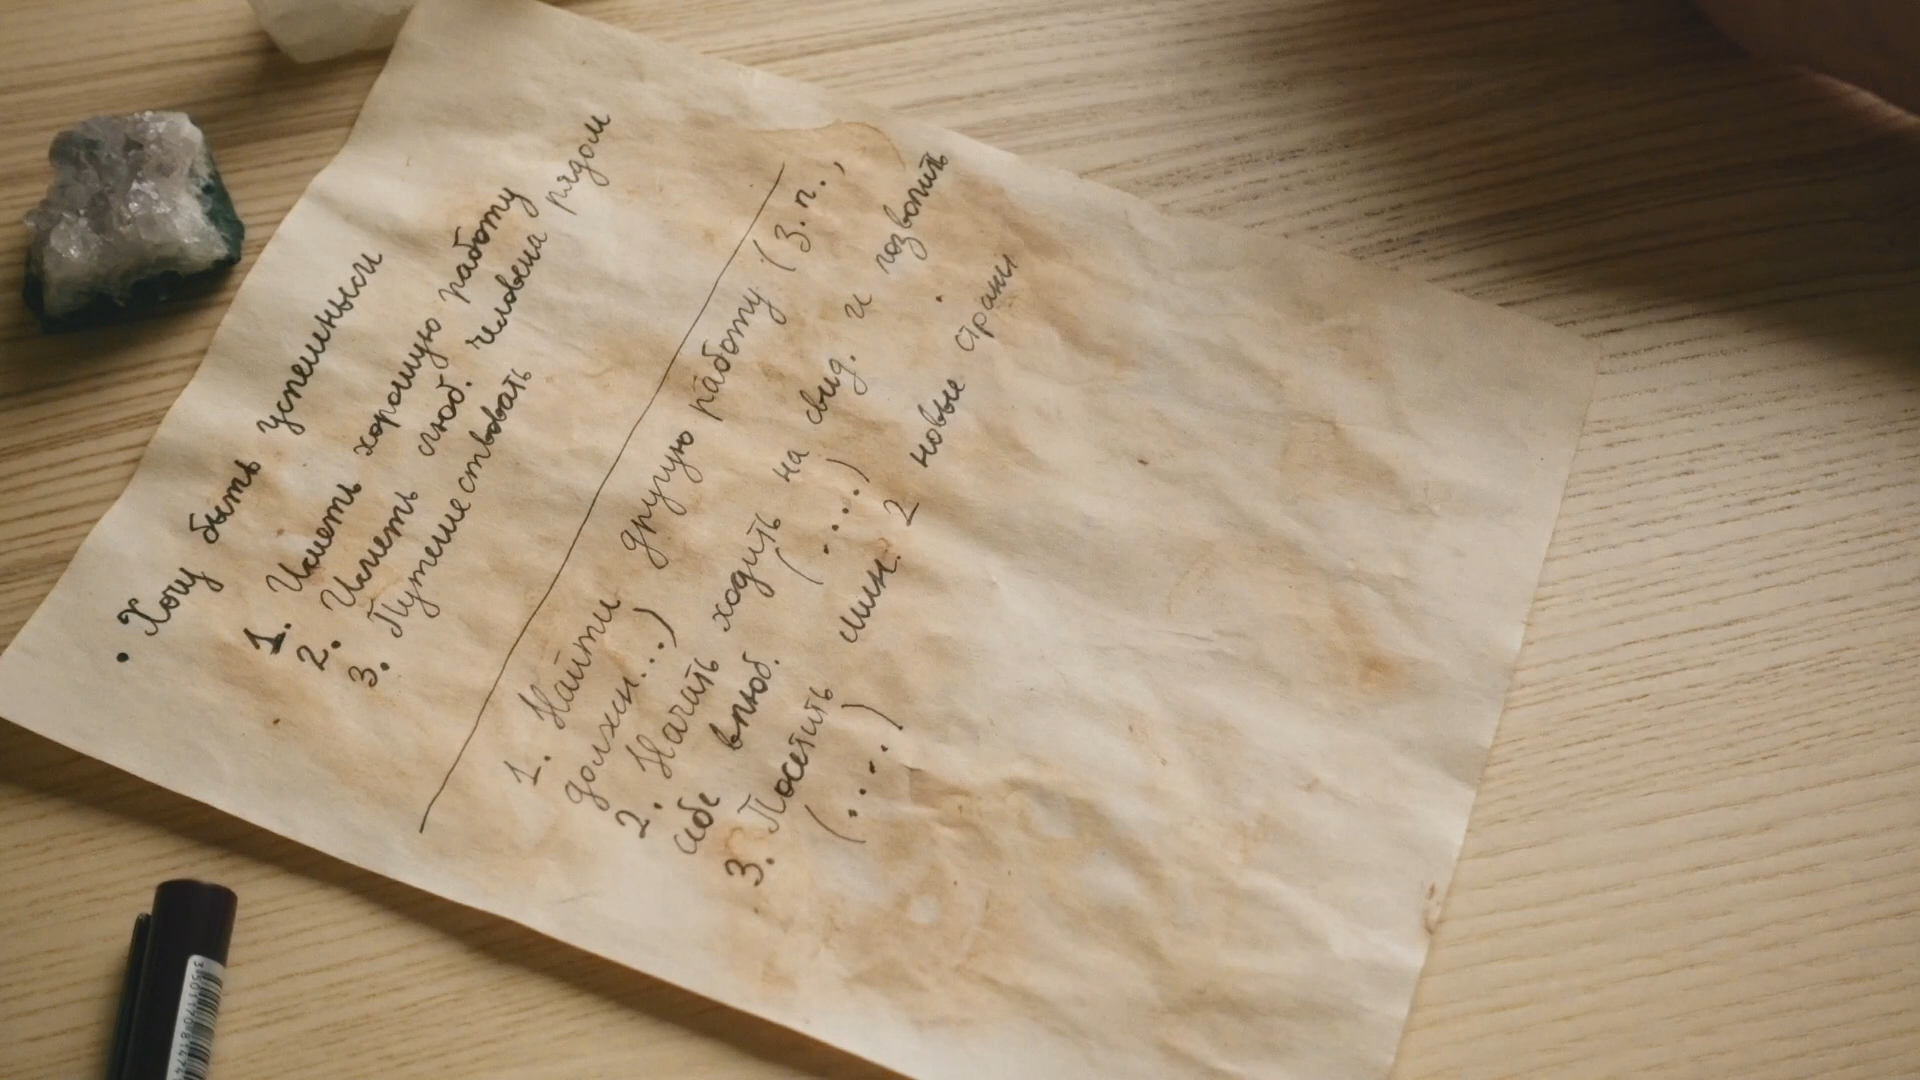 • Хочу быть успешным
1. Иметь хорошую работу
2. Иметь люб. человека рядом
3. Путешествовать
1. Найти другую работу (З.п.,
должн...)
2. Начать ходить на свид. и позволить
себе влюб. (....)
3. Посетить мин. 2 новые страны
(....)